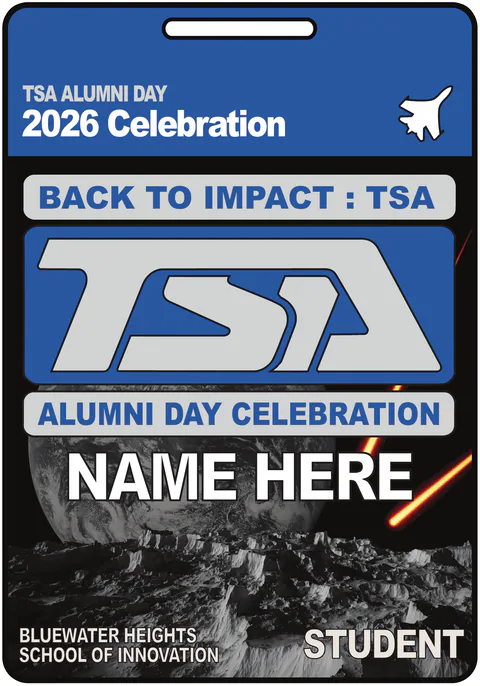 TSA ALUMNI DAY
2026 Celebration
BACK TO IMPACT : TSA
TSA
ALUMNI DAY CELEBRATION
NAME HERE
BLUEWATER HEIGHTS
SCHOOL OF INNOVATION
STUDENT